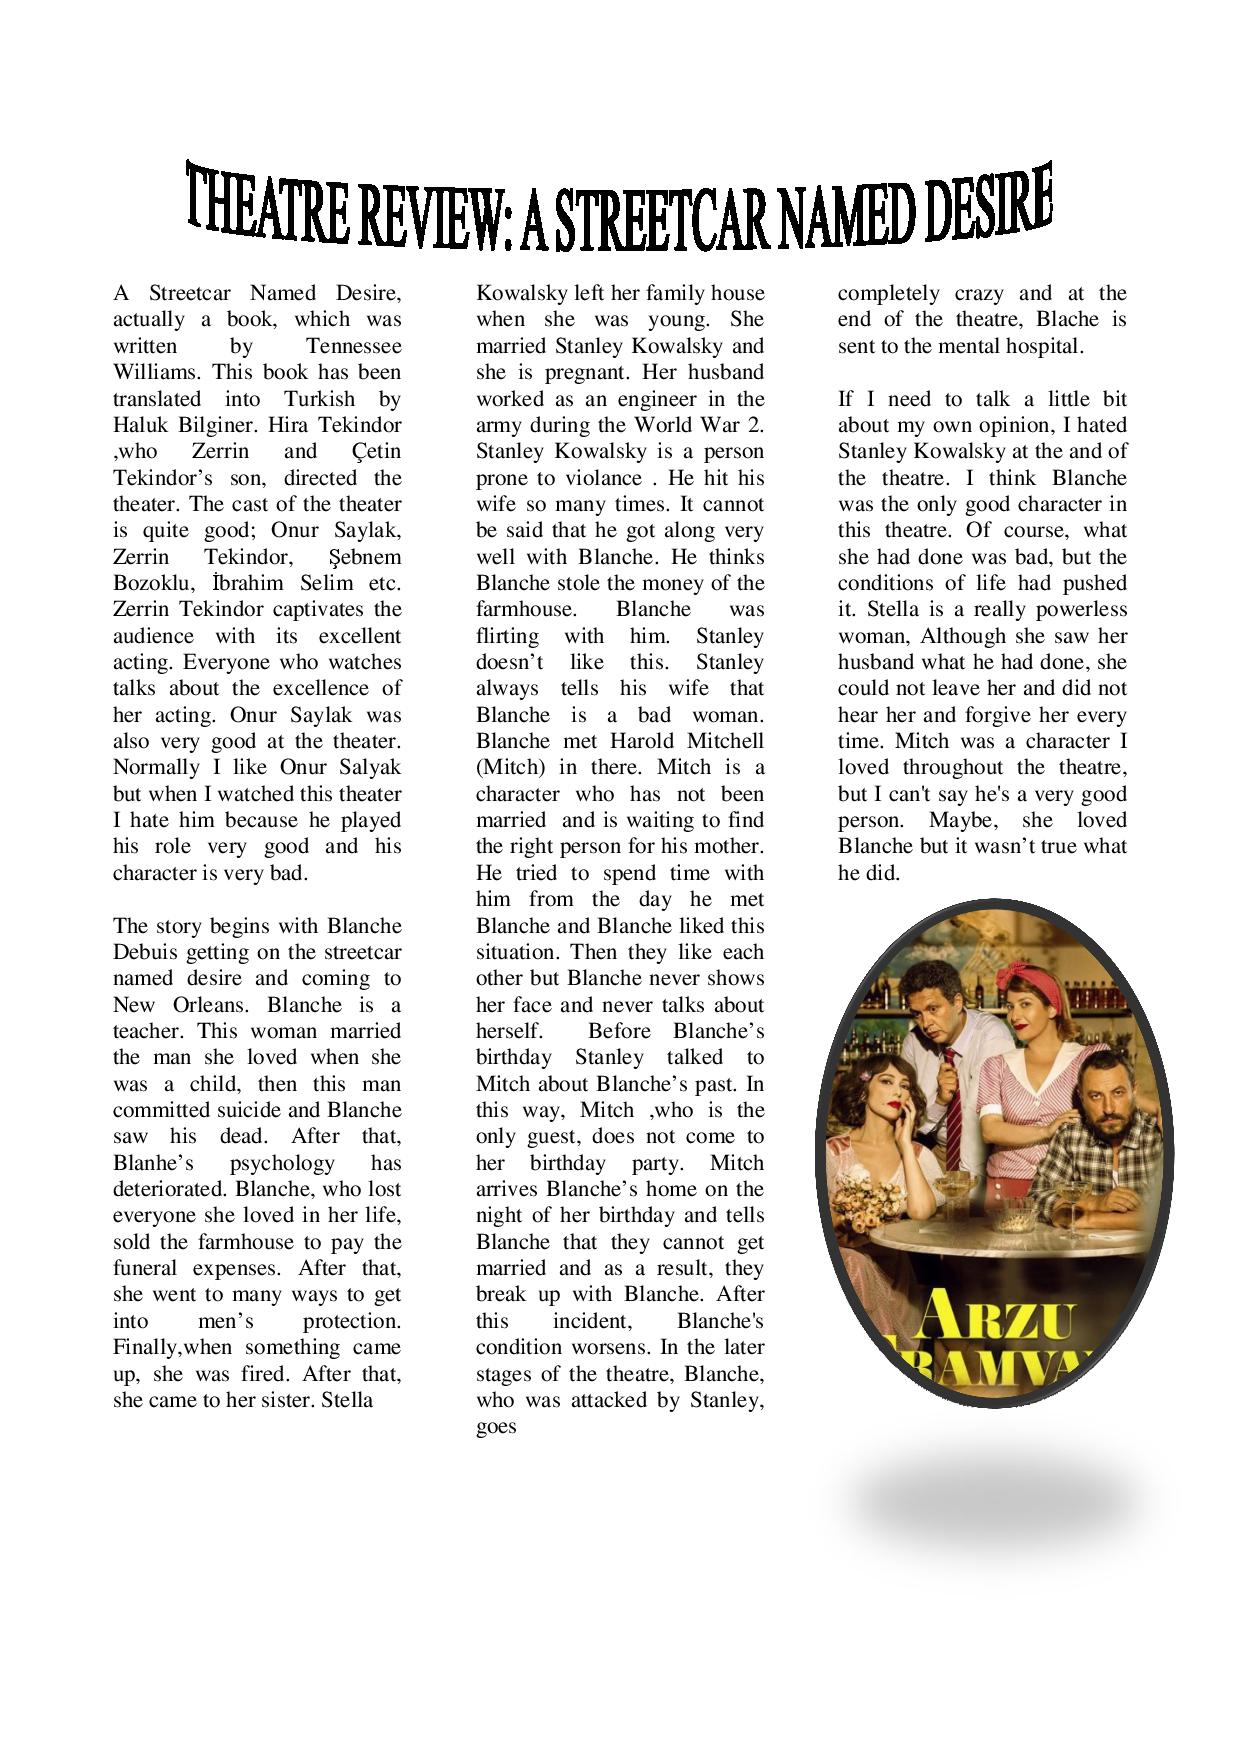 THEATRE REVIEW: A STREETCAR NAMED DESIRE
A Streetcar Named Desire,
actually a book, which was
written by Tennessee
Williams. This book has been
translated into Turkish by
Haluk Bilginer. Hira Tekindor
,who Zerrin and Çetin
Tekindor’s son, directed the
theater. The cast of the theater
is quite good; Onur Saylak,
Zerrin Tekindor, Şebnem
Bozoklu, İbrahim Selim etc.
Zerrin Tekindor captivates the
audience with its excellent
acting. Everyone who watches
talks about the excellence of
her acting. Onur Saylak was
also very good at the theater.
Normally I like Onur Salyak
but when I watched this theater
I hate him because he played
his role very good and his
character is very bad.
The story begins with Blanche
Debuis getting on the streetcar
named desire and coming to
New Orleans. Blanche is a
teacher. This woman married
the man she loved when she
was a child, then this man
committed suicide and Blanche
saw his dead. After that,
Blanhe’s psychology has
deteriorated. Blanche, who lost
everyone she loved in her life,
sold the farmhouse to pay the
funeral expenses. After that,
she went to many ways to get
into men’s protection.
Finally,when something came
up, she was fired. After that,
she came to her sister. Stella
Kowalsky left her family house
when she was young. She
married Stanley Kowalsky and
she is pregnant. Her husband
worked as an engineer in the
army during the World War 2.
Stanley Kowalsky is a person
prone to violance . He hit his
wife so many times. It cannot
be said that he got along very
well with Blanche. He thinks
Blanche stole the money of the
farmhouse. Blanche was
flirting with him. Stanley
doesn’t like this. Stanley
always tells his wife that
Blanche is a bad woman.
Blanche met Harold Mitchell
(Mitch) in there. Mitch is a
character who has not been
married and is waiting to find
the right person for his mother.
He tried to spend time with
him from the day he met
Blanche and Blanche liked this
situation. Then they like each
other but Blanche never shows
her face and never talks about
herself. Before Blanche’s
birthday Stanley talked to
Mitch about Blanche’s past. In
this way, Mitch ,who is the
only guest, does not come to
her birthday party. Mitch
arrives Blanche’s home on the
night of her birthday and tells
Blanche that they cannot get
married and as a result, they
break up with Blanche. After
this incident, Blanche's
condition worsens. In the later
stages of the theatre, Blanche,
who was attacked by Stanley,
goes
completely crazy and at the
end of the theatre, Blache is
sent to the mental hospital.
If I need to talk a little bit
about my own opinion, I hated
Stanley Kowalsky at the and of
the theatre. I think Blanche
was the only good character in
this theatre. Of course, what
she had done was bad, but the
conditions of life had pushed
it. Stella is a really powerless
woman, Although she saw her
husband what he had done, she
could not leave her and did not
hear her and forgive her every
time. Mitch was a character I
loved throughout the theatre,
but I can't say he's a very good
person. Maybe, she loved
Blanche but it wasn’t true what
he did.
ARZU
RAMVA